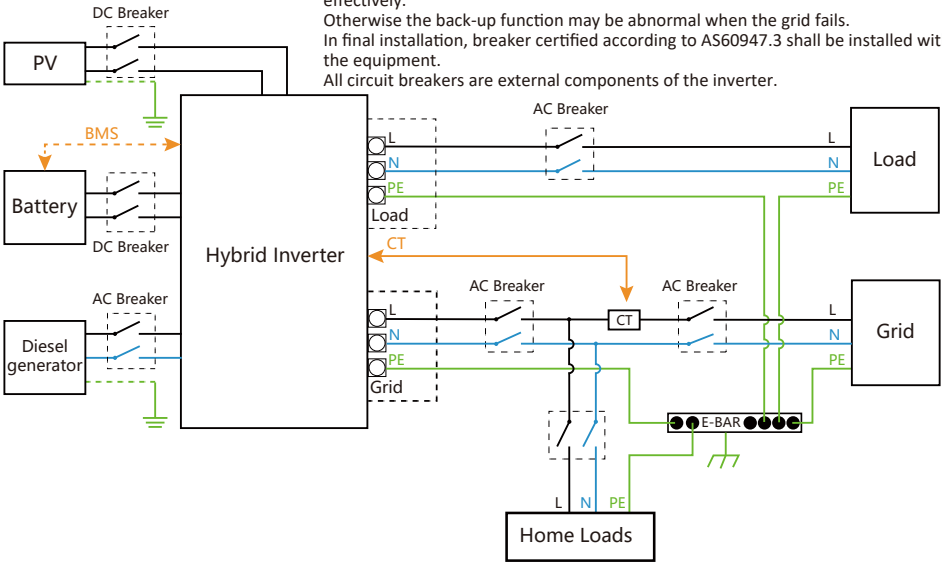 effectively.
Otherwise the back-up function may be abnormal when the grid fails.
In final installation, breaker certified according to AS60947.3 shall be installed wit
the equipment.
All circuit breakers are external components of the inverter.
DC Breaker
PV
BMS
Battery
DC Breaker
AC Breaker
Diesel
generator
Hybrid Inverter
L
N
PE
Load
AC Breaker
L
N
PE
Load
CT
AC Breaker
AC Breaker
L
N
PE
Grid
CT
L
N
PE
Grid
E-BAR
L N PE
Home Loads